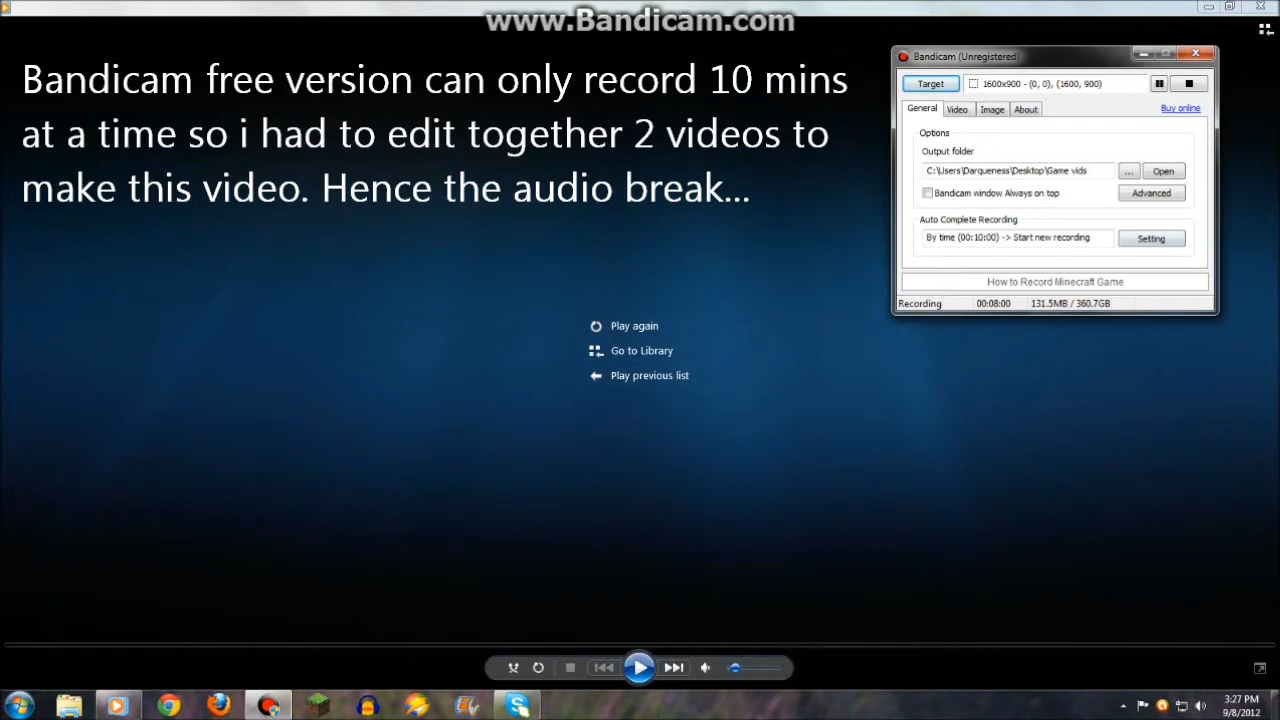 www.Bandicam.com
Bandicam free version can only record 10 mins
at a time so i had to edit together 2 videos to
make this video. Hence the audio break...
Bandicam (Unregistered)
Target
1600x900 - (0, 0), (1600, 900)
General Video Image About
Buy online
Options
Output folder
C:\Users\Darqueness\Desktop\Game vids
... Open
Bandicam window Always on top
Advanced
Auto Complete Recording
By time (00:10:00) -> Start new recording
Setting
How to Record Minecraft Game
Recording 00:08:00 131.5MB / 360.7GB
Play again
Go to Library
Play previous list
3:27 PM
9/8/2012